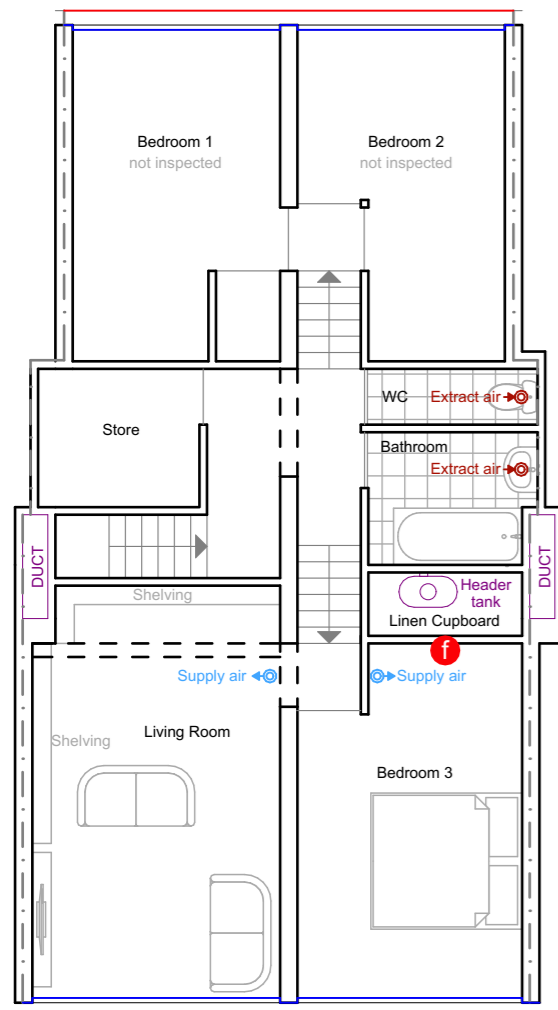 Bedroom 1
not inspected
Bedroom 2
not inspected
WC
Extract air
Store
Bathroom
Extract air
DUCT
DUCT
Shelving
Header
tank
Linen Cupboard
f
Supply air
Supply air
Living Room
Shelving
Bedroom 3